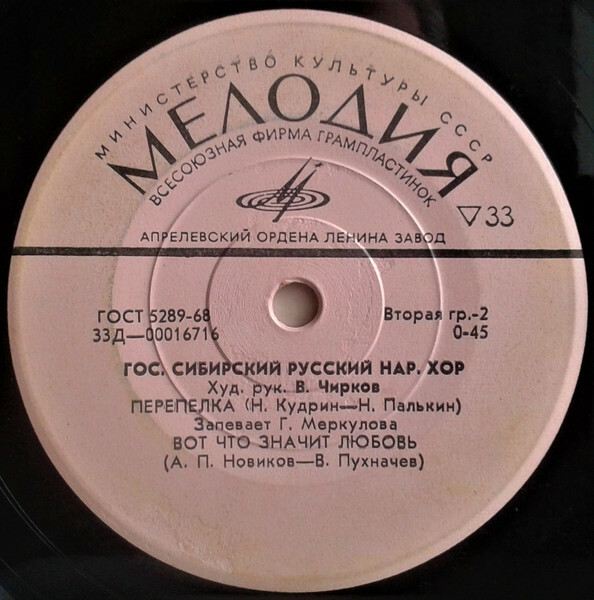 МИНИСТЕРСТВО КУЛЬТУРЫ СССР
МЕЛОДИЯ
ВСЕСОЮЗНАЯ ФИРМА ГРАМПЛАСТИНОК
▽33
АПРЕЛЕВСКИЙ ОРДЕНА ЛЕНИНА ЗАВОД
ГОСТ 5289-68 Вторая гр.-2
33Д—00016716 0-45
ГОС. СИБИРСКИЙ РУССКИЙ НАР. ХОР
Худ. рук. В. Чирков
ПЕРЕПЕЛКА (Н. Кудрин—Н. Палькин)
Запевает Г. Меркулова
ВОТ ЧТО ЗНАЧИТ ЛЮБОВЬ
(А. П. Новиков—В. Пухначев)